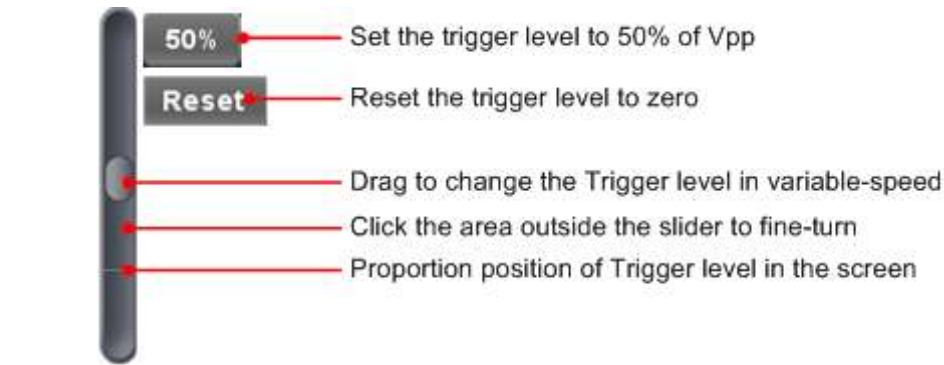 50% Set the trigger level to 50% of Vpp
Reset Reset the trigger level to zero
Drag to change the Trigger level in variable-speed
Click the area outside the slider to fine-turn
Proportion position of Trigger level in the screen